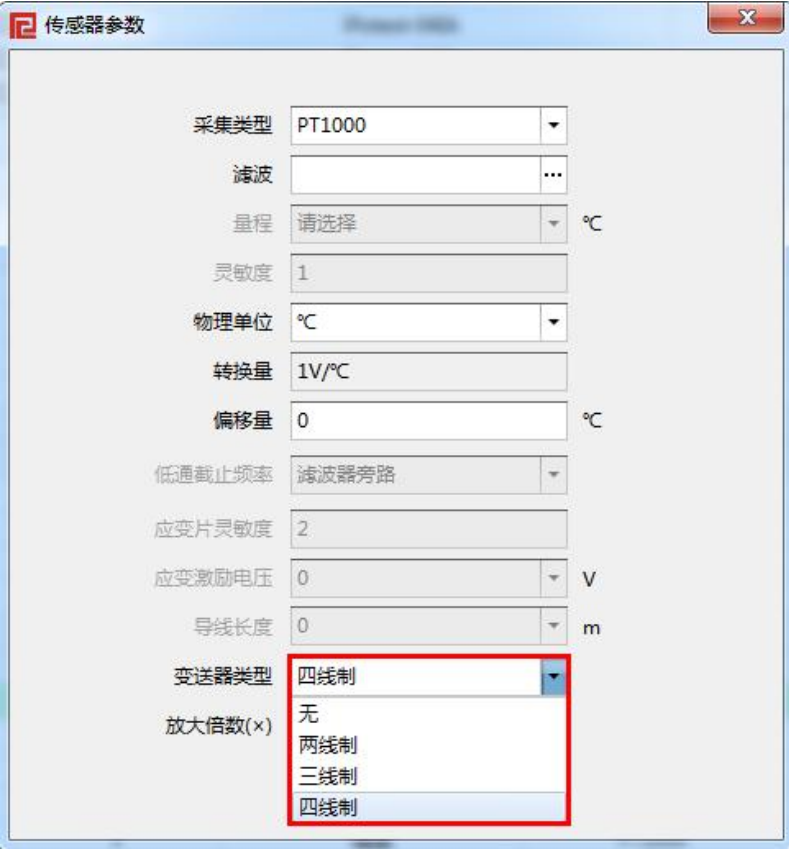 传感器参数
采集类型 PT1000
滤波 ...
量程 请选择 ℃
灵敏度 1
物理单位 ℃
转换量 1V/℃
偏移量 0 ℃
低通截止频率 滤波器旁路
应变片灵敏度 2
应变激励电压 0 V
导线长度 0 m
变送器类型 四线制
放大倍数(×) 无
两线制
三线制
四线制